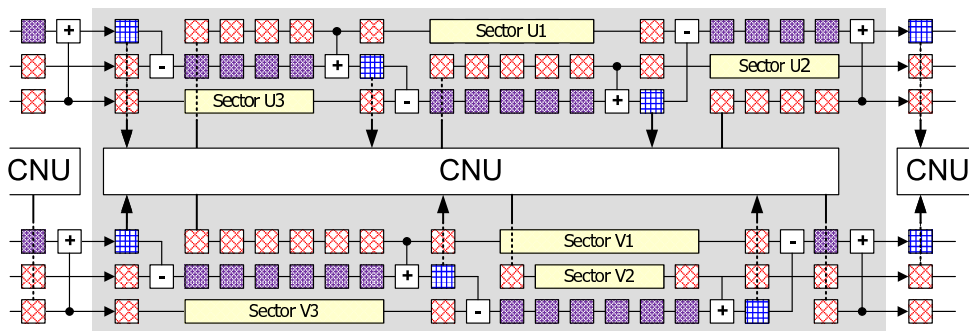 + Sector U1 - +
- + Sector U2
Sector U3 - +
CNU CNU CNU
+ + Sector V1 - +
- + Sector V2
Sector V3 - +